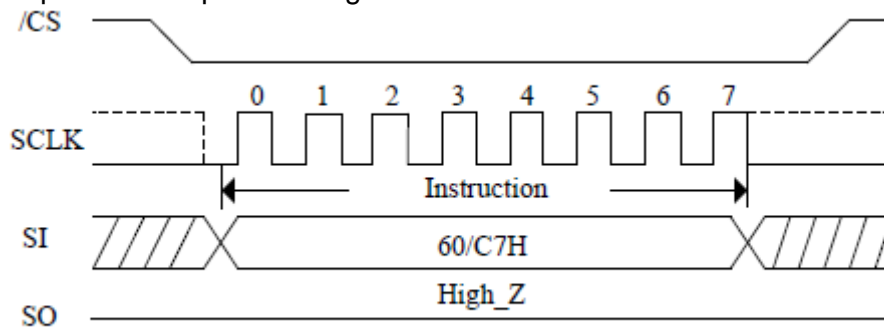 /CS
0 1 2 3 4 5 6 7
SCLK
Instruction
SI
60/C7H
High_Z
SO